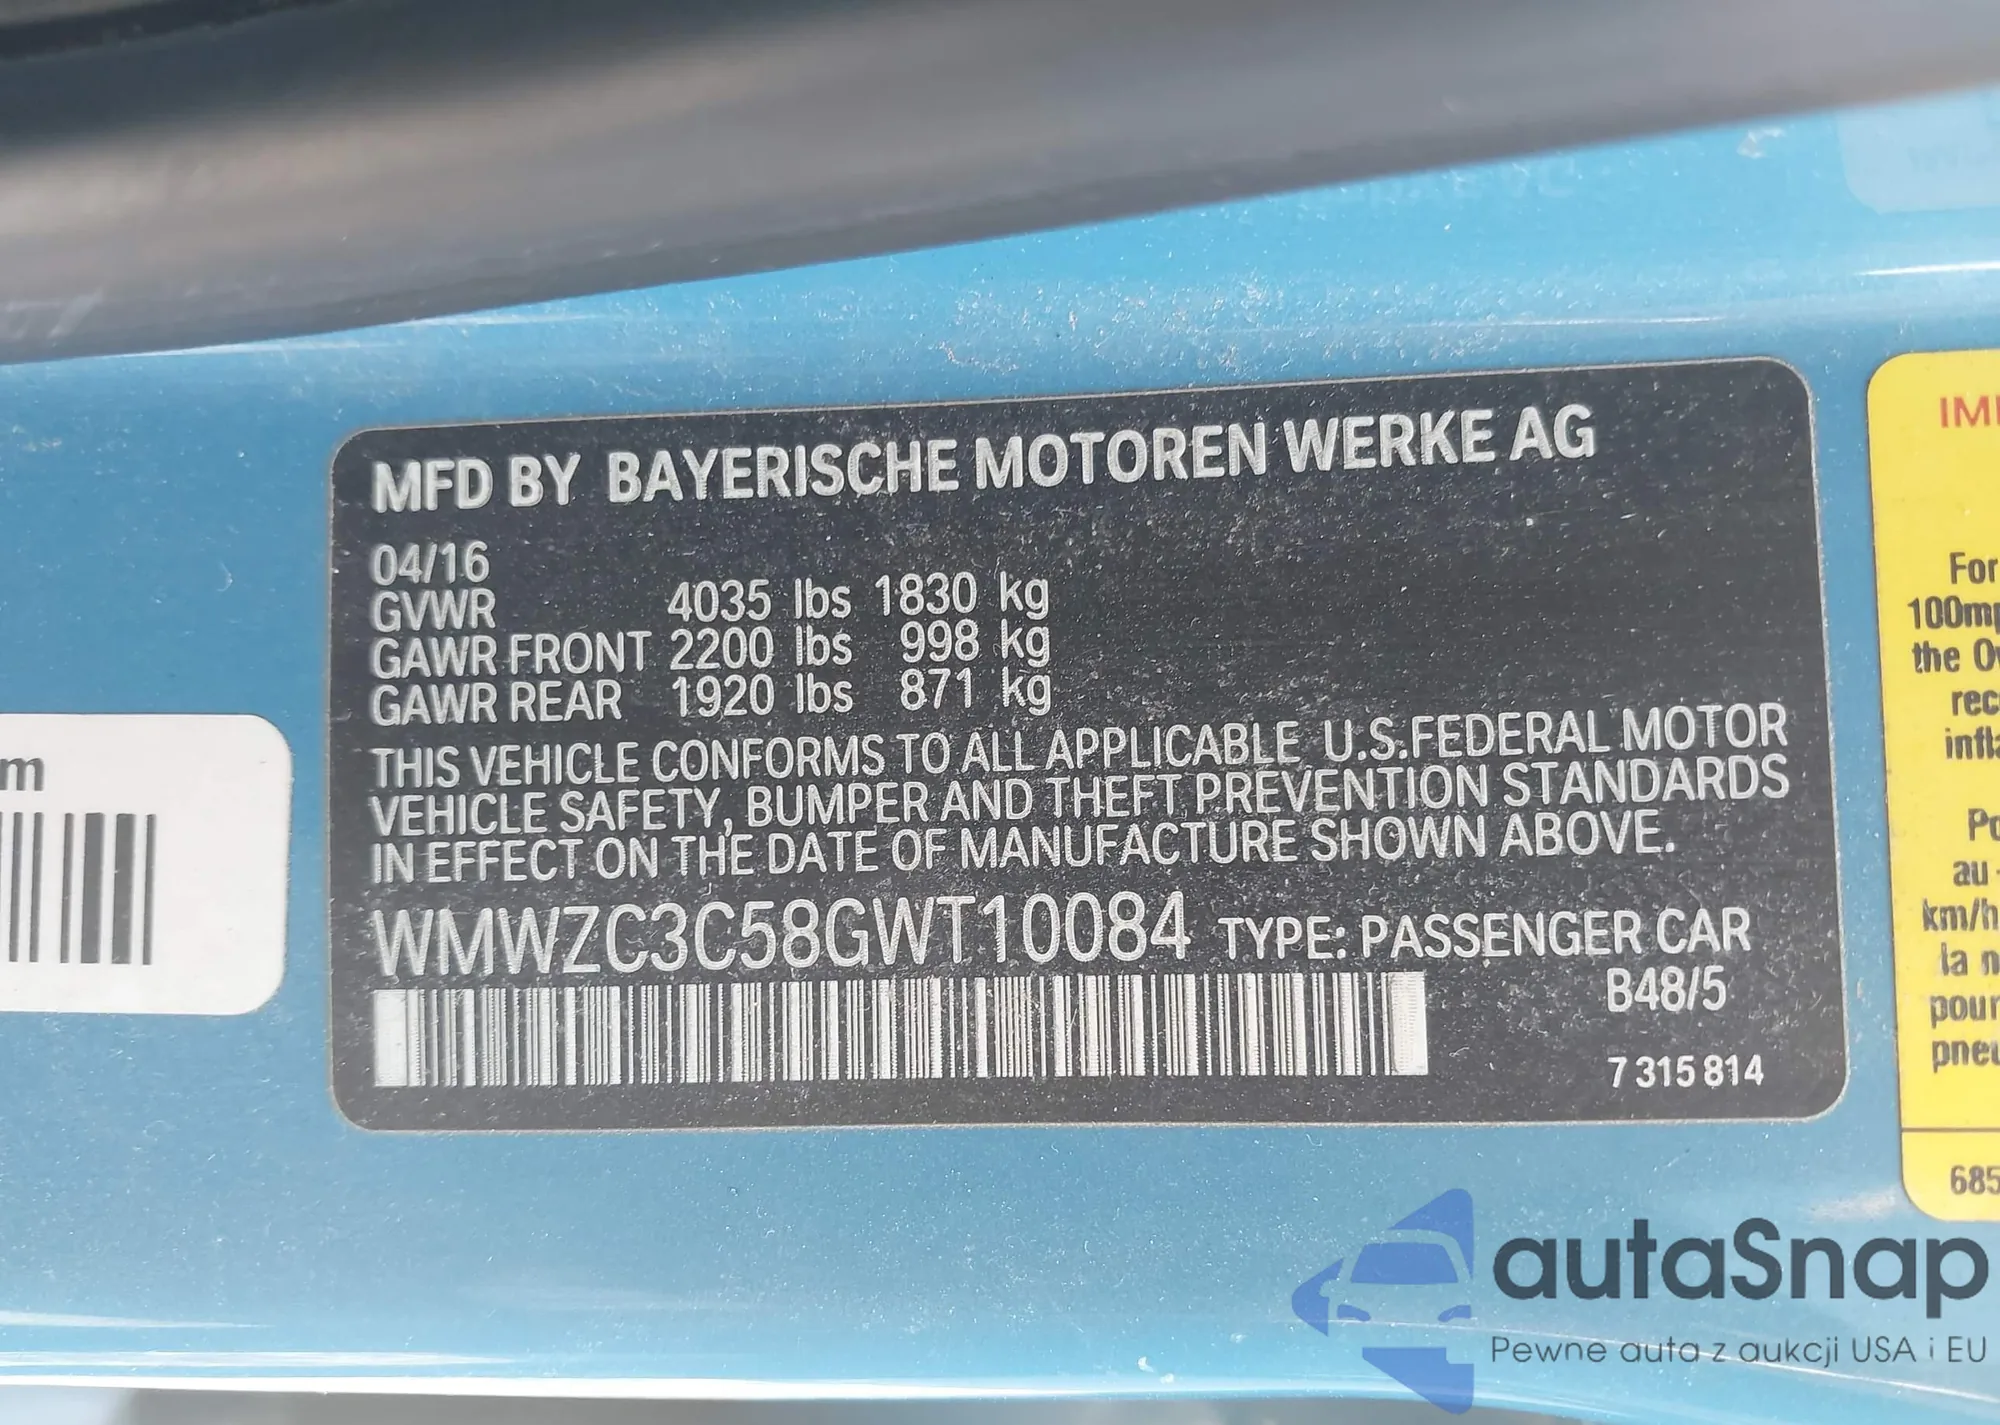 MFD BY BAYERISCHE MOTOREN WERKE AG
04/16
GVWR 4035 lbs 1830 kg
GAWR FRONT 2200 lbs 998 kg
GAWR REAR 1920 lbs 871 kg
THIS VEHICLE CONFORMS TO ALL APPLICABLE U.S.FEDERAL MOTOR
VEHICLE SAFETY, BUMPER AND THEFT PREVENTION STANDARDS
IN EFFECT ON THE DATE OF MANUFACTURE SHOWN ABOVE.
WMWZC3C58GWT10084 TYPE: PASSENGER CAR
B48/5
7 315 814
m
For
100mp
the
inf
au
km/h
la n
pour
pneu
685
autaSnap
Pewne auta z aukcji USA i EU